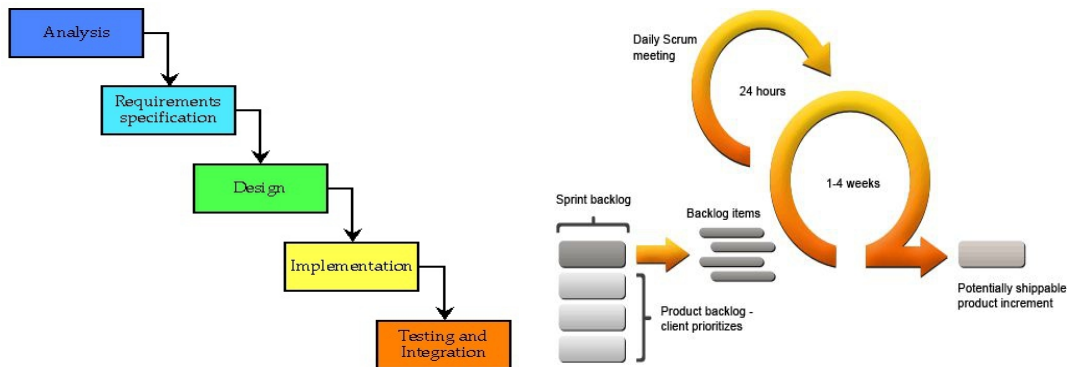 Analysis
Requirements
specification
Design
Implementation
Testing and
Integration
Daily Scrum
meeting
24 hours
1-4 weeks
Sprint backlog
Backlog items
Product backlog -
client prioritizes
Potentially shippable
product increment